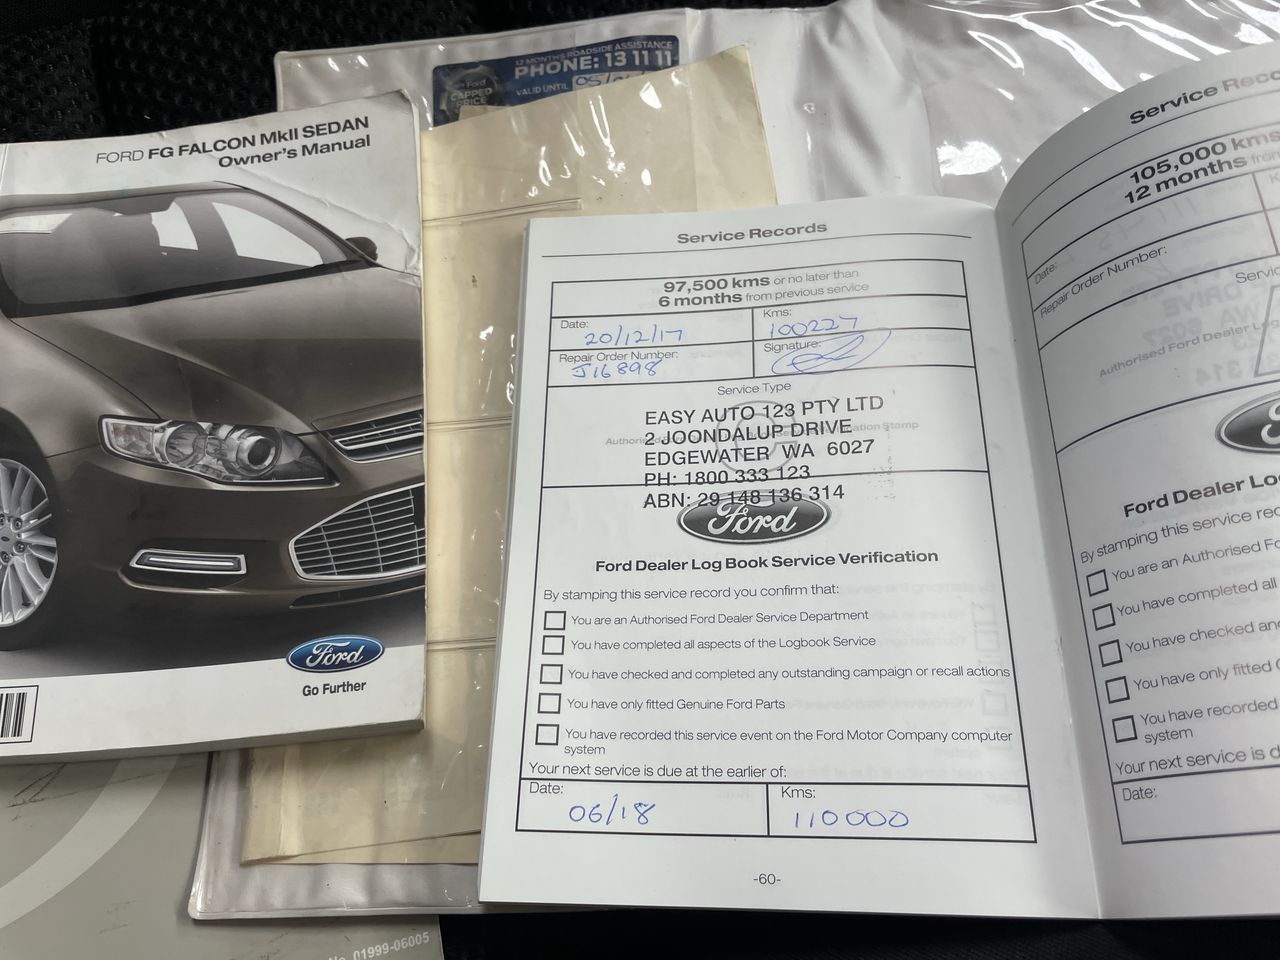 12 MONTHS ROADSIDE ASSISTANCE
PHONE: 13 11 11
VALID UNTIL
Ford
CAPPED
PRICE
FORD FG FALCON MkII SEDAN
Owner's Manual
Ford
Go Further
01999-06005
Service Records
97,500 kms or no later than
6 months from previous service
Date: Kms:
20/12/17 100227
Repair Order Number: Signature:
J16898
Service Type
EASY AUTO 123 PTY LTD
2 JOONDALUP DRIVE
EDGEWATER WA 6027
PH: 1800 333 123
ABN: 29 148 136 314
Ford
Ford Dealer Log Book Service Verification
By stamping this service record you confirm that:
You are an Authorised Ford Dealer Service Department
You have completed all aspects of the Logbook Service
You have checked and completed any outstanding campaign or recall actions
You have only fitted Genuine Ford Parts
You have recorded this service event on the Ford Motor Company computer
system
Your next service is due at the earlier of:
Date: Kms:
06/18 110000
-60-
Service
105,000 kms
12 months from
Date:
Repair Order Number:
Authorised Ford Dealer
Ford Dealer
By stamping this service
You are an Authorised
You have completed all
You have checked and
You have only fitted
You have recorded
system
Your next service is
Date: